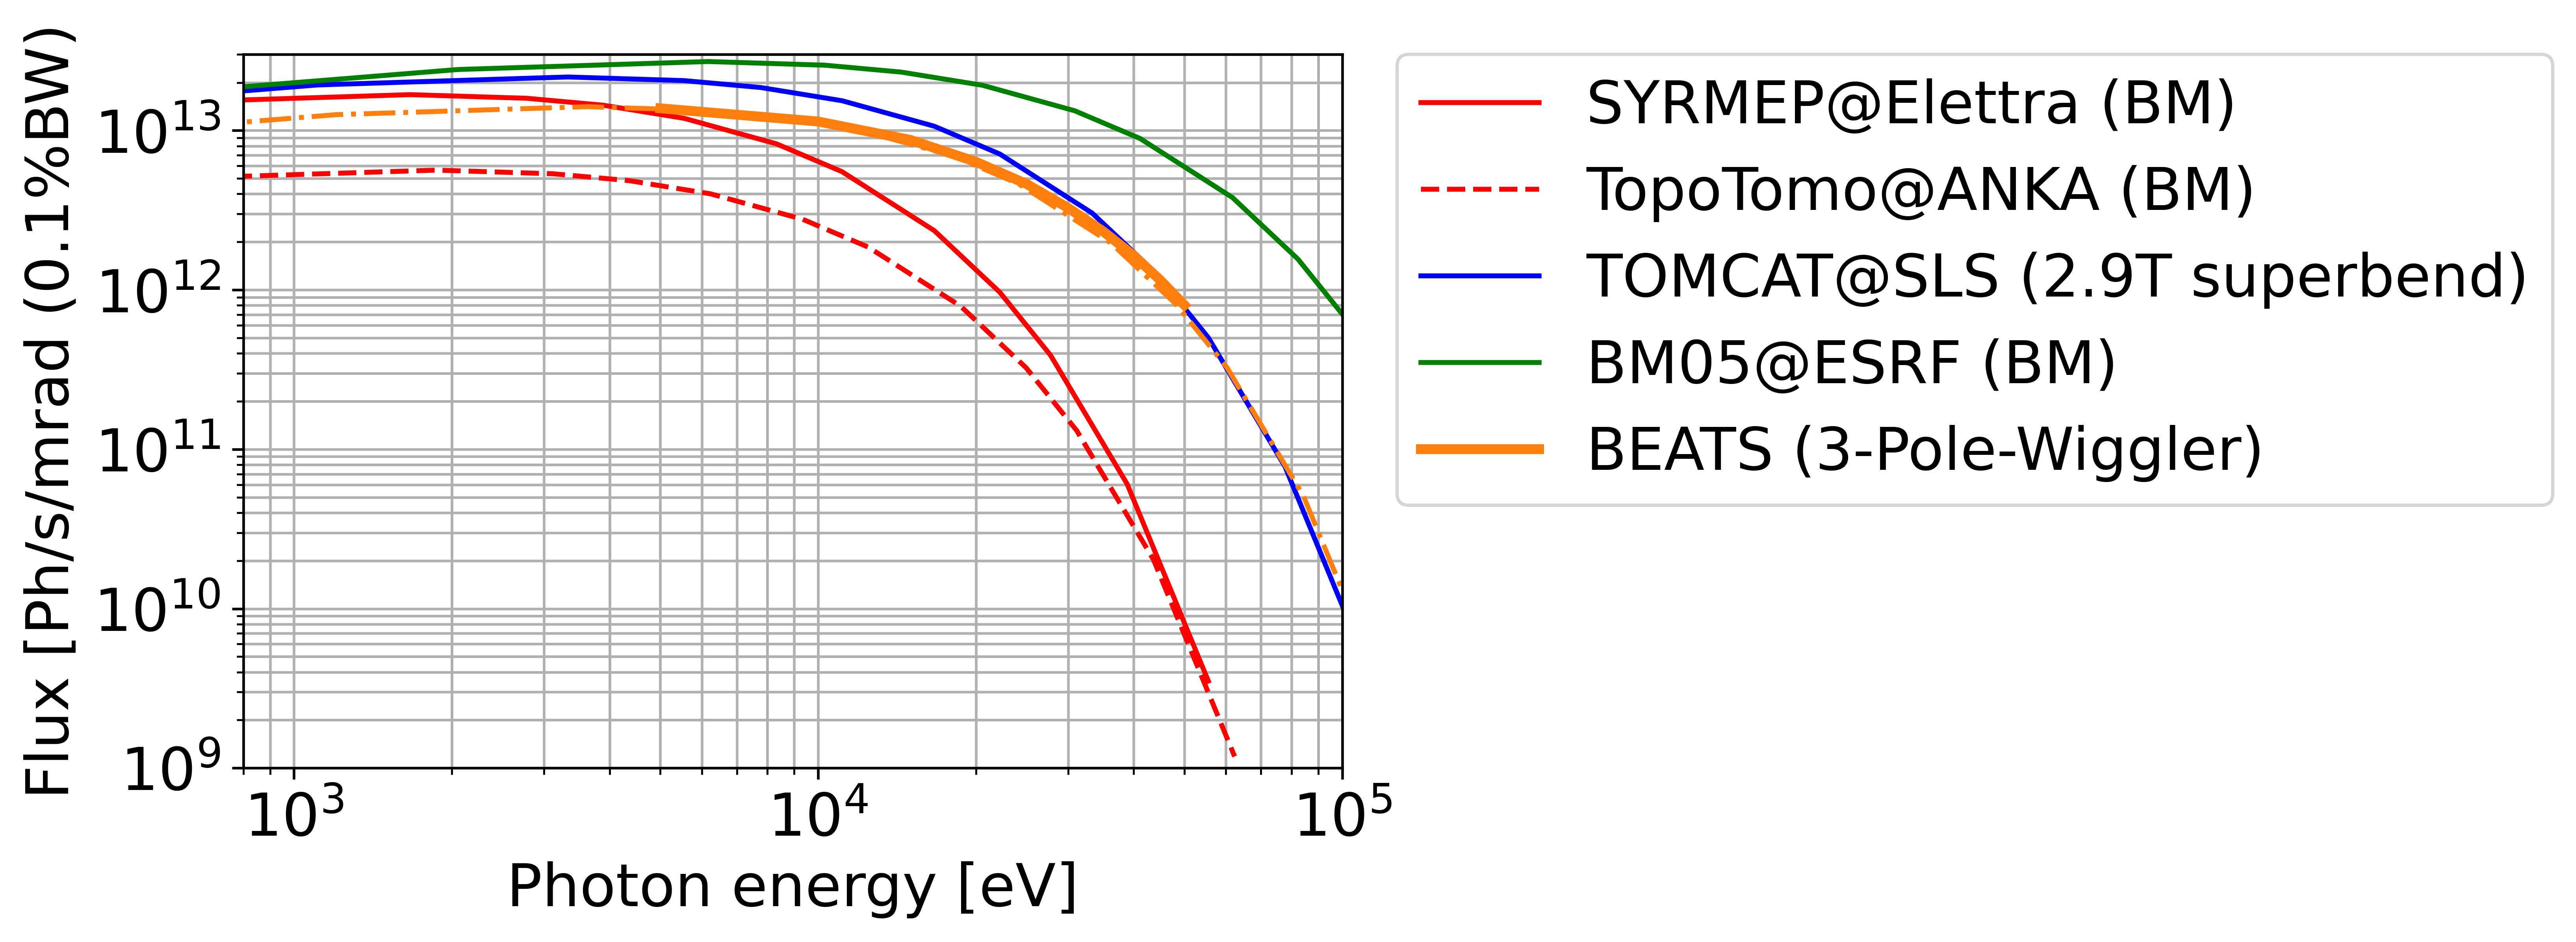 Flux [Ph/s/mrad (0.1%BW)
10^13
10^12
10^11
10^10
10^9
10^3
10^4
10^5
Photon energy [eV]
SYRMEP@Elettra (BM)
TopoTomo@ANKA (BM)
TOMCAT@SLS (2.9T superbend)
BM05@ESRF (BM)
BEATS (3-Pole-Wiggler)